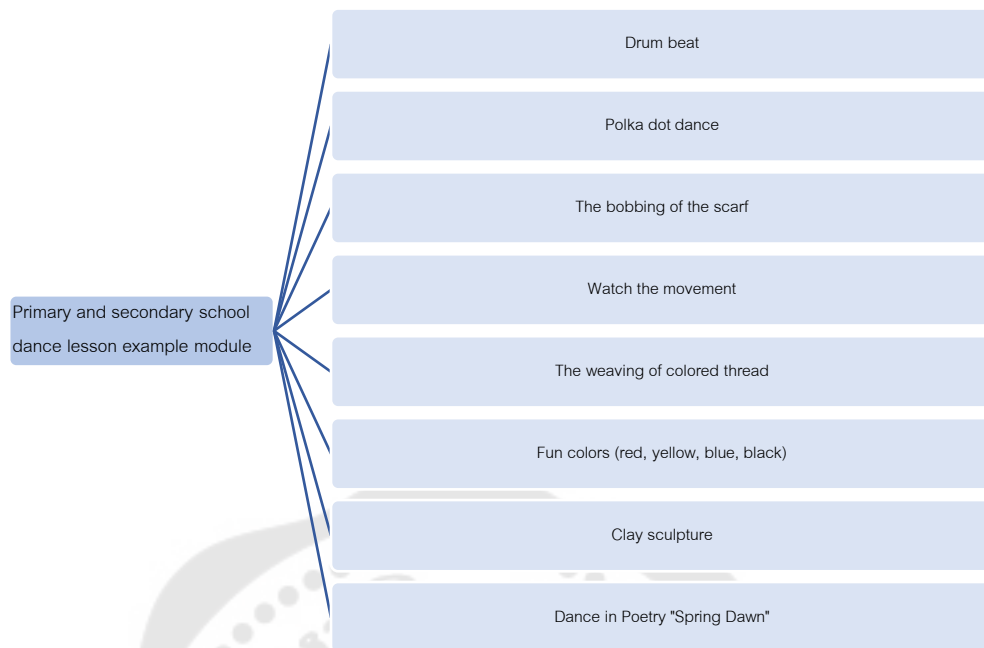 Drum beat
Polka dot dance
The bobbing of the scarf
Watch the movement
Primary and secondary school
dance lesson example module
The weaving of colored thread
Fun colors (red, yellow, blue, black)
Clay sculpture
Dance in Poetry "Spring Dawn"